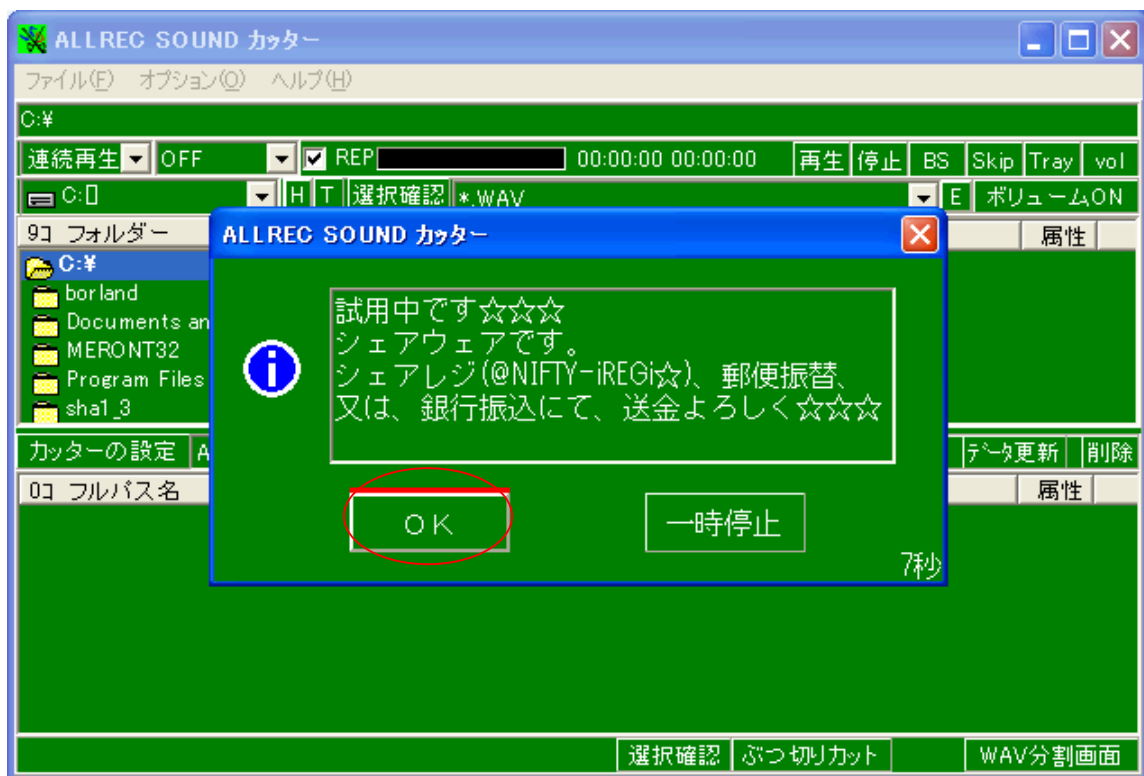 ALLREC SOUND カッター
ファイル(F) オプション(O) ヘルプ(H)
C:¥
連続再生 OFF REP 00:00:00 00:00:00 再生 停止 BS Skip Tray vol
C:[] H T 選択確認 *.WAV E ボリュームON
9コ フォルダー 属性
C:¥
borland
Documents an
MERONT32
Program Files
sha1_3
ALLREC SOUND カッター
試用中です☆☆☆
シェアウェアです。
シェアレジ(@NIFTY-iREGi☆)、郵便振替、
又は、銀行振込にて、送金よろしく☆☆☆
OK 一時停止
7秒
カッターの設定 A データ更新 削除
0コ フルパス名 属性
選択確認 ぶつ切りカット WAV分割画面